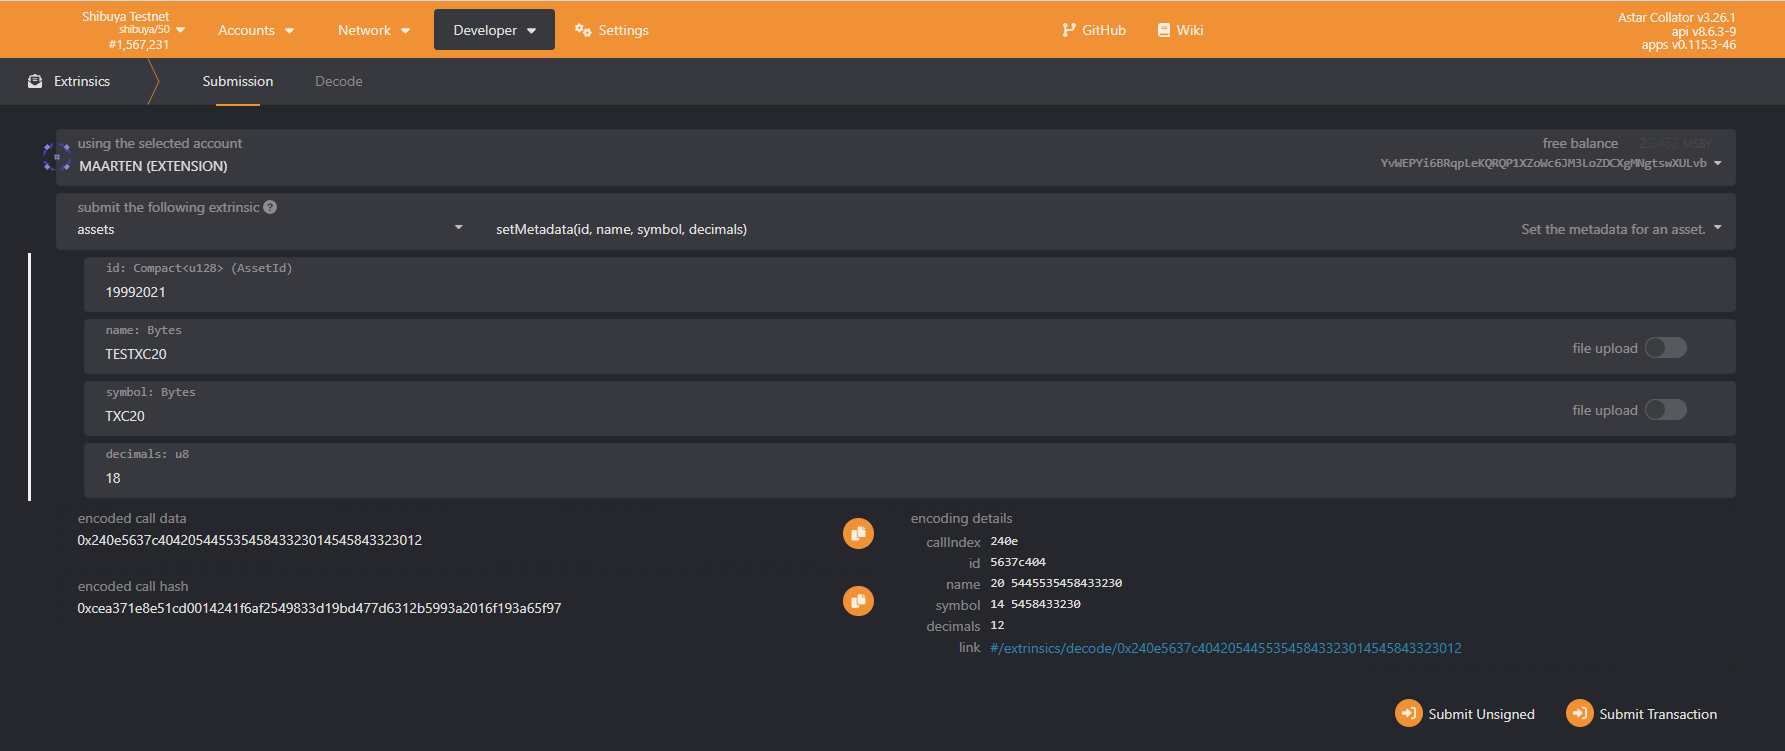 Shibuya Testnet
shibuya/50
#1,567,231
Accounts
Network
Developer
Settings
GitHub
Wiki
Astar Collator v3.26.1
api v8.6.3-9
apps v0.115.3-46
Extrinsics
Submission
Decode
using the selected account
MAARTEN (EXTENSION)
free balance 2.0452 MSBY
YvWEPYi6BRqpLeKQRQP1XZoWc6JM3LoZDCXgMNgtswXULvb
submit the following extrinsic ?
assets
setMetadata(id, name, symbol, decimals)
Set the metadata for an asset.
id: Compact<u128> (AssetId)
19992021
name: Bytes
TESTXC20
file upload
symbol: Bytes
TXC20
file upload
decimals: u8
18
encoded call data
0x240e5637c40420544553545843323014545843323012
encoded call hash
0xcea371e8e51cd0014241f6af2549833d19bd477d6312b5993a2016f193a65f97
encoding details
callIndex 240e
id 5637c404
name 20 5445535458433230
symbol 14 5458433230
decimals 12
link #/extrinsics/decode/0x240e5637c40420544553545843323014545843323012
Submit Unsigned
Submit Transaction